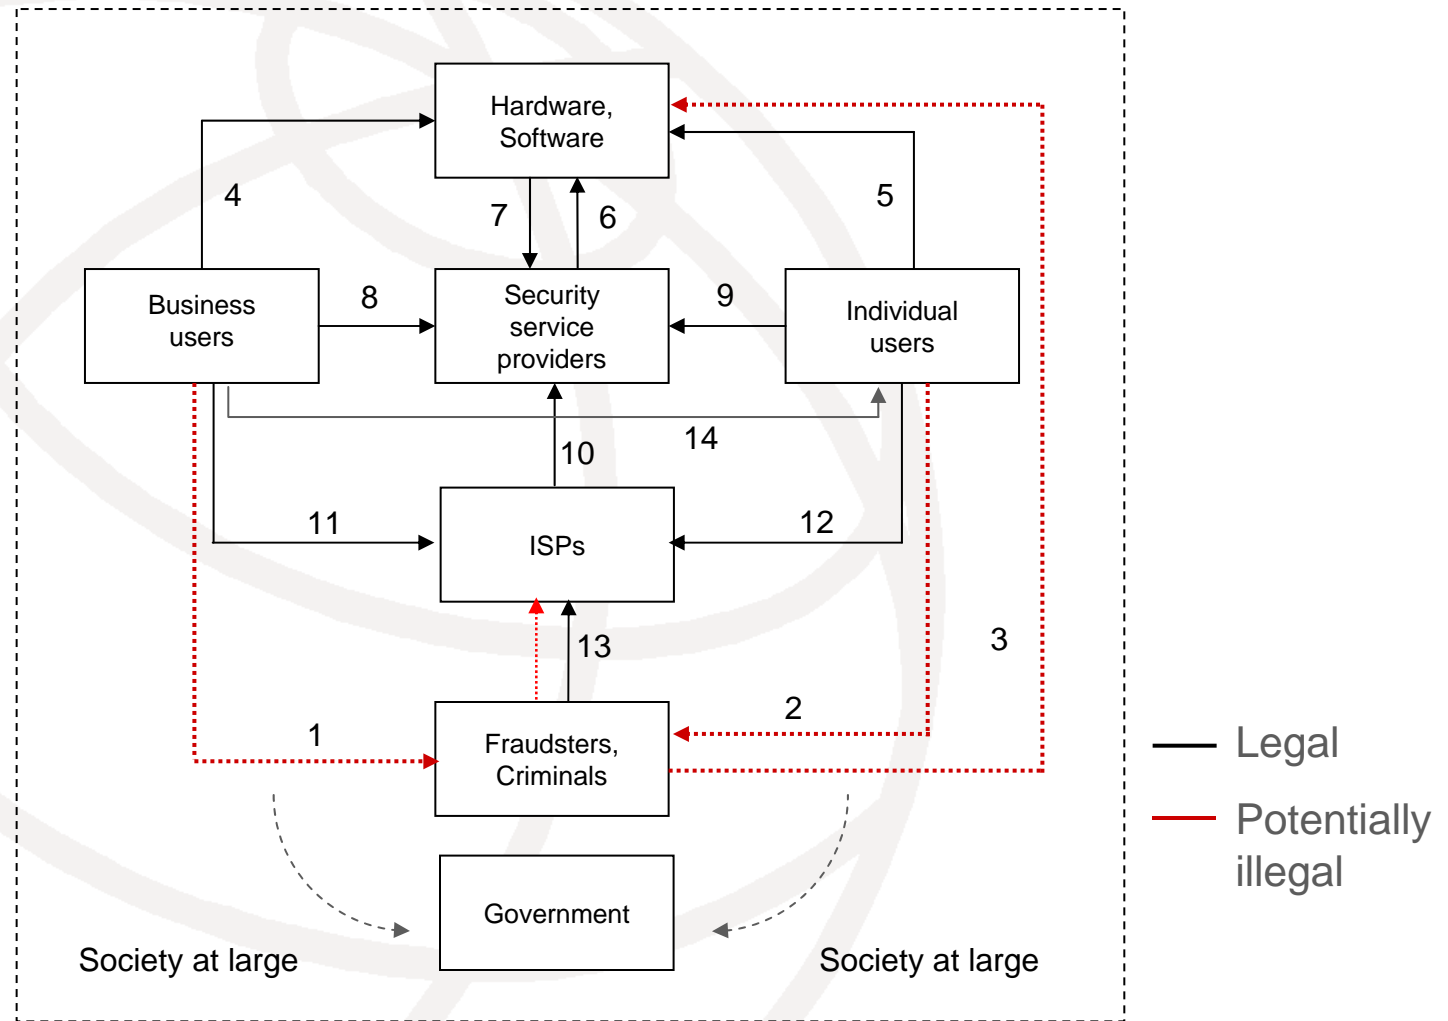 Hardware,
Software
4
5
7
6
Business
users
8
Security
service
providers
9
Individual
users
14
10
11
ISPs
12
13
3
1
2
Fraudsters,
Criminals
Legal
Potentially
illegal
Government
Society at large
Society at large